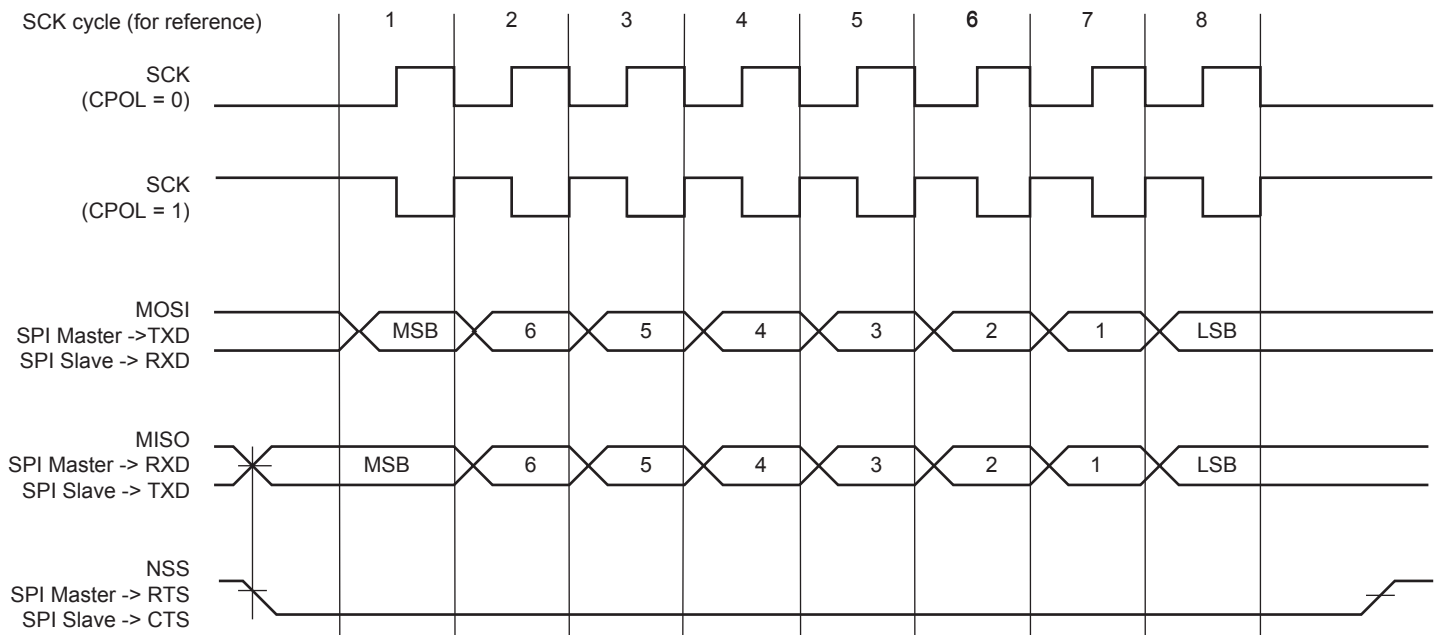 SCK cycle (for reference) 1 2 3 4 5 6 7 8
SCK
(CPOL = 0)
SCK
(CPOL = 1)
MOSI
SPI Master ->TXD
SPI Slave -> RXD
MSB 6 5 4 3 2 1 LSB
MISO
SPI Master -> RXD
SPI Slave -> TXD
MSB 6 5 4 3 2 1 LSB
NSS
SPI Master -> RTS
SPI Slave -> CTS